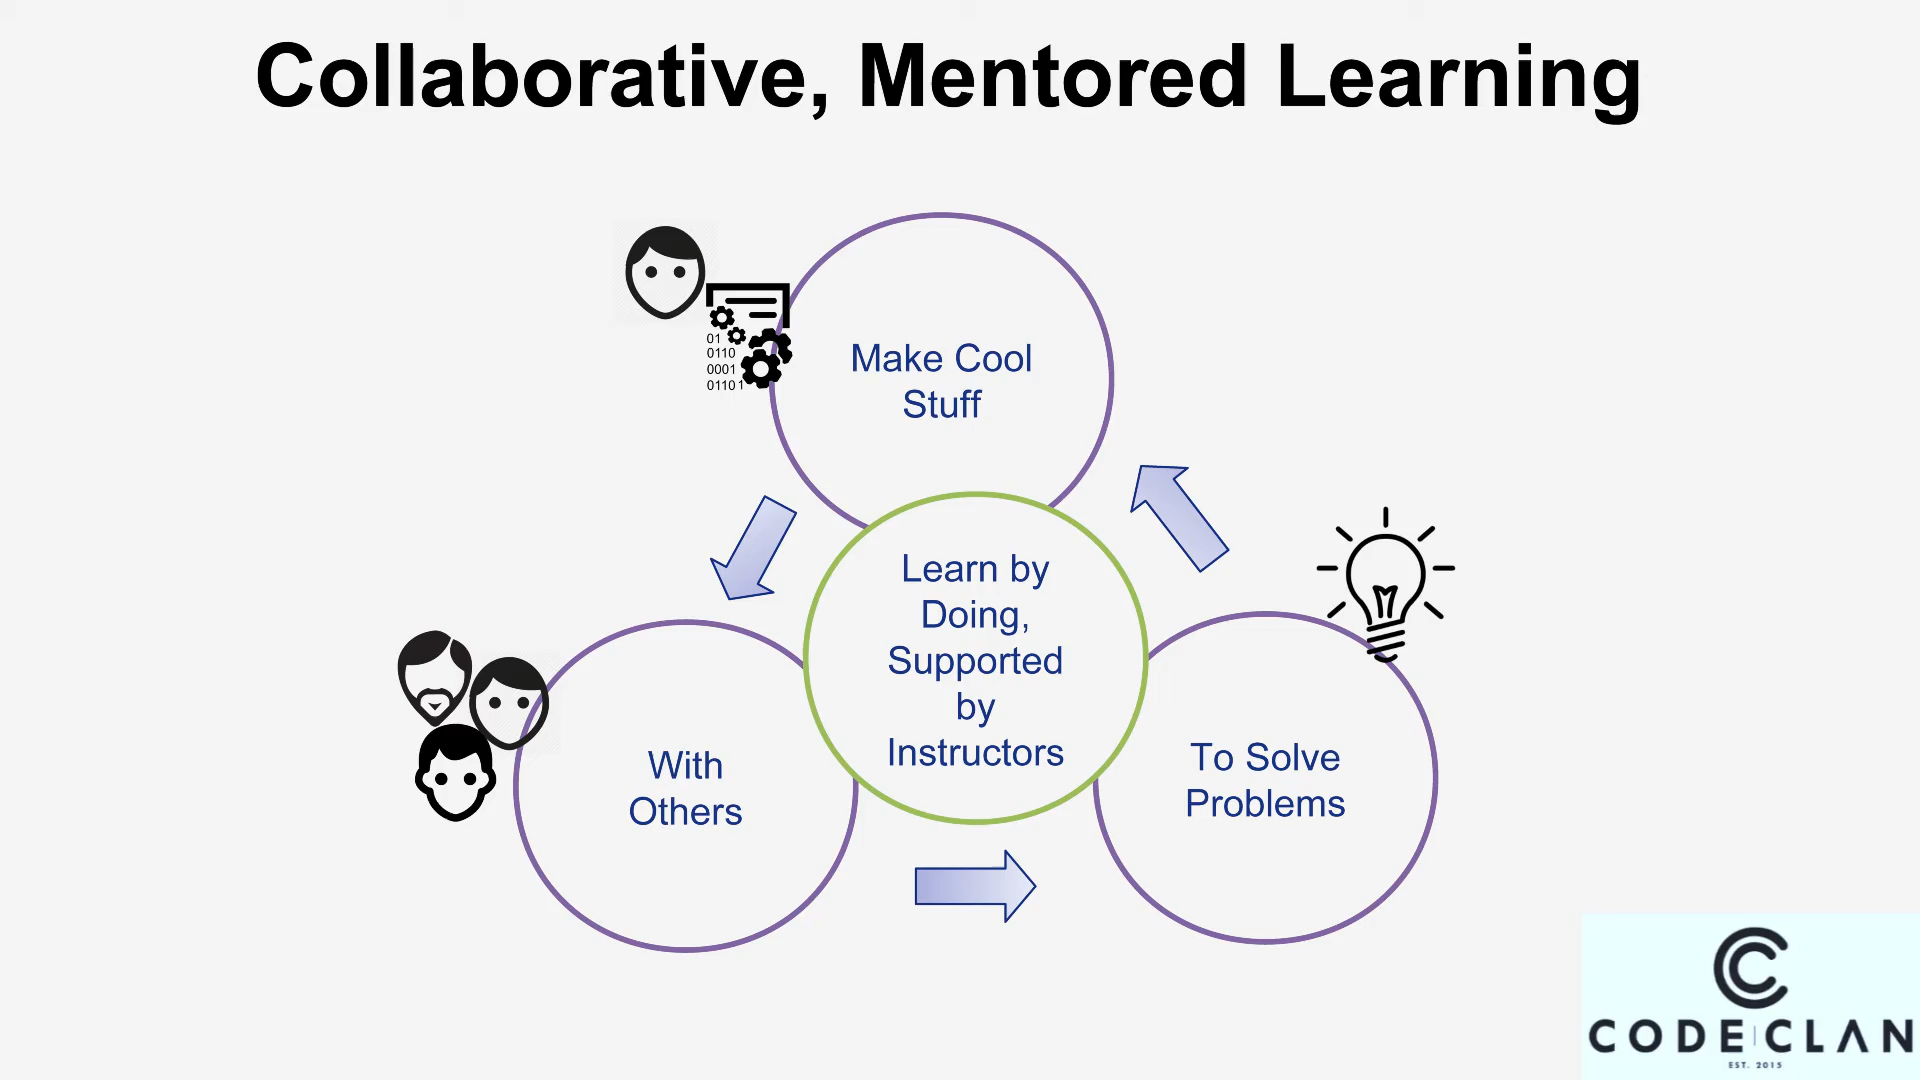 Collaborative, Mentored Learning
01
0110
0001
01101
Make Cool
Stuff
Learn by
Doing,
Supported
by
Instructors
With
Others
To Solve
Problems
CODECLAN
EST. 2015